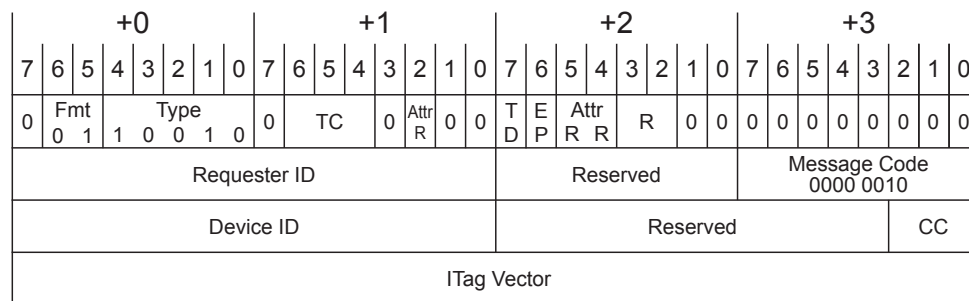 +0 +1 +2 +3
7 6 5 4 3 2 1 0 7 6 5 4 3 2 1 0 7 6 5 4 3 2 1 0 7 6 5 4 3 2 1 0
0 Fmt Type 0 TC 0 Attr 0 0 T E Attr R 0 0 0 0 0 0 0 0 0 0
0 1 1 0 0 1 0 R D P R R
Requester ID Reserved Message Code
0000 0010
Device ID Reserved CC
ITag Vector